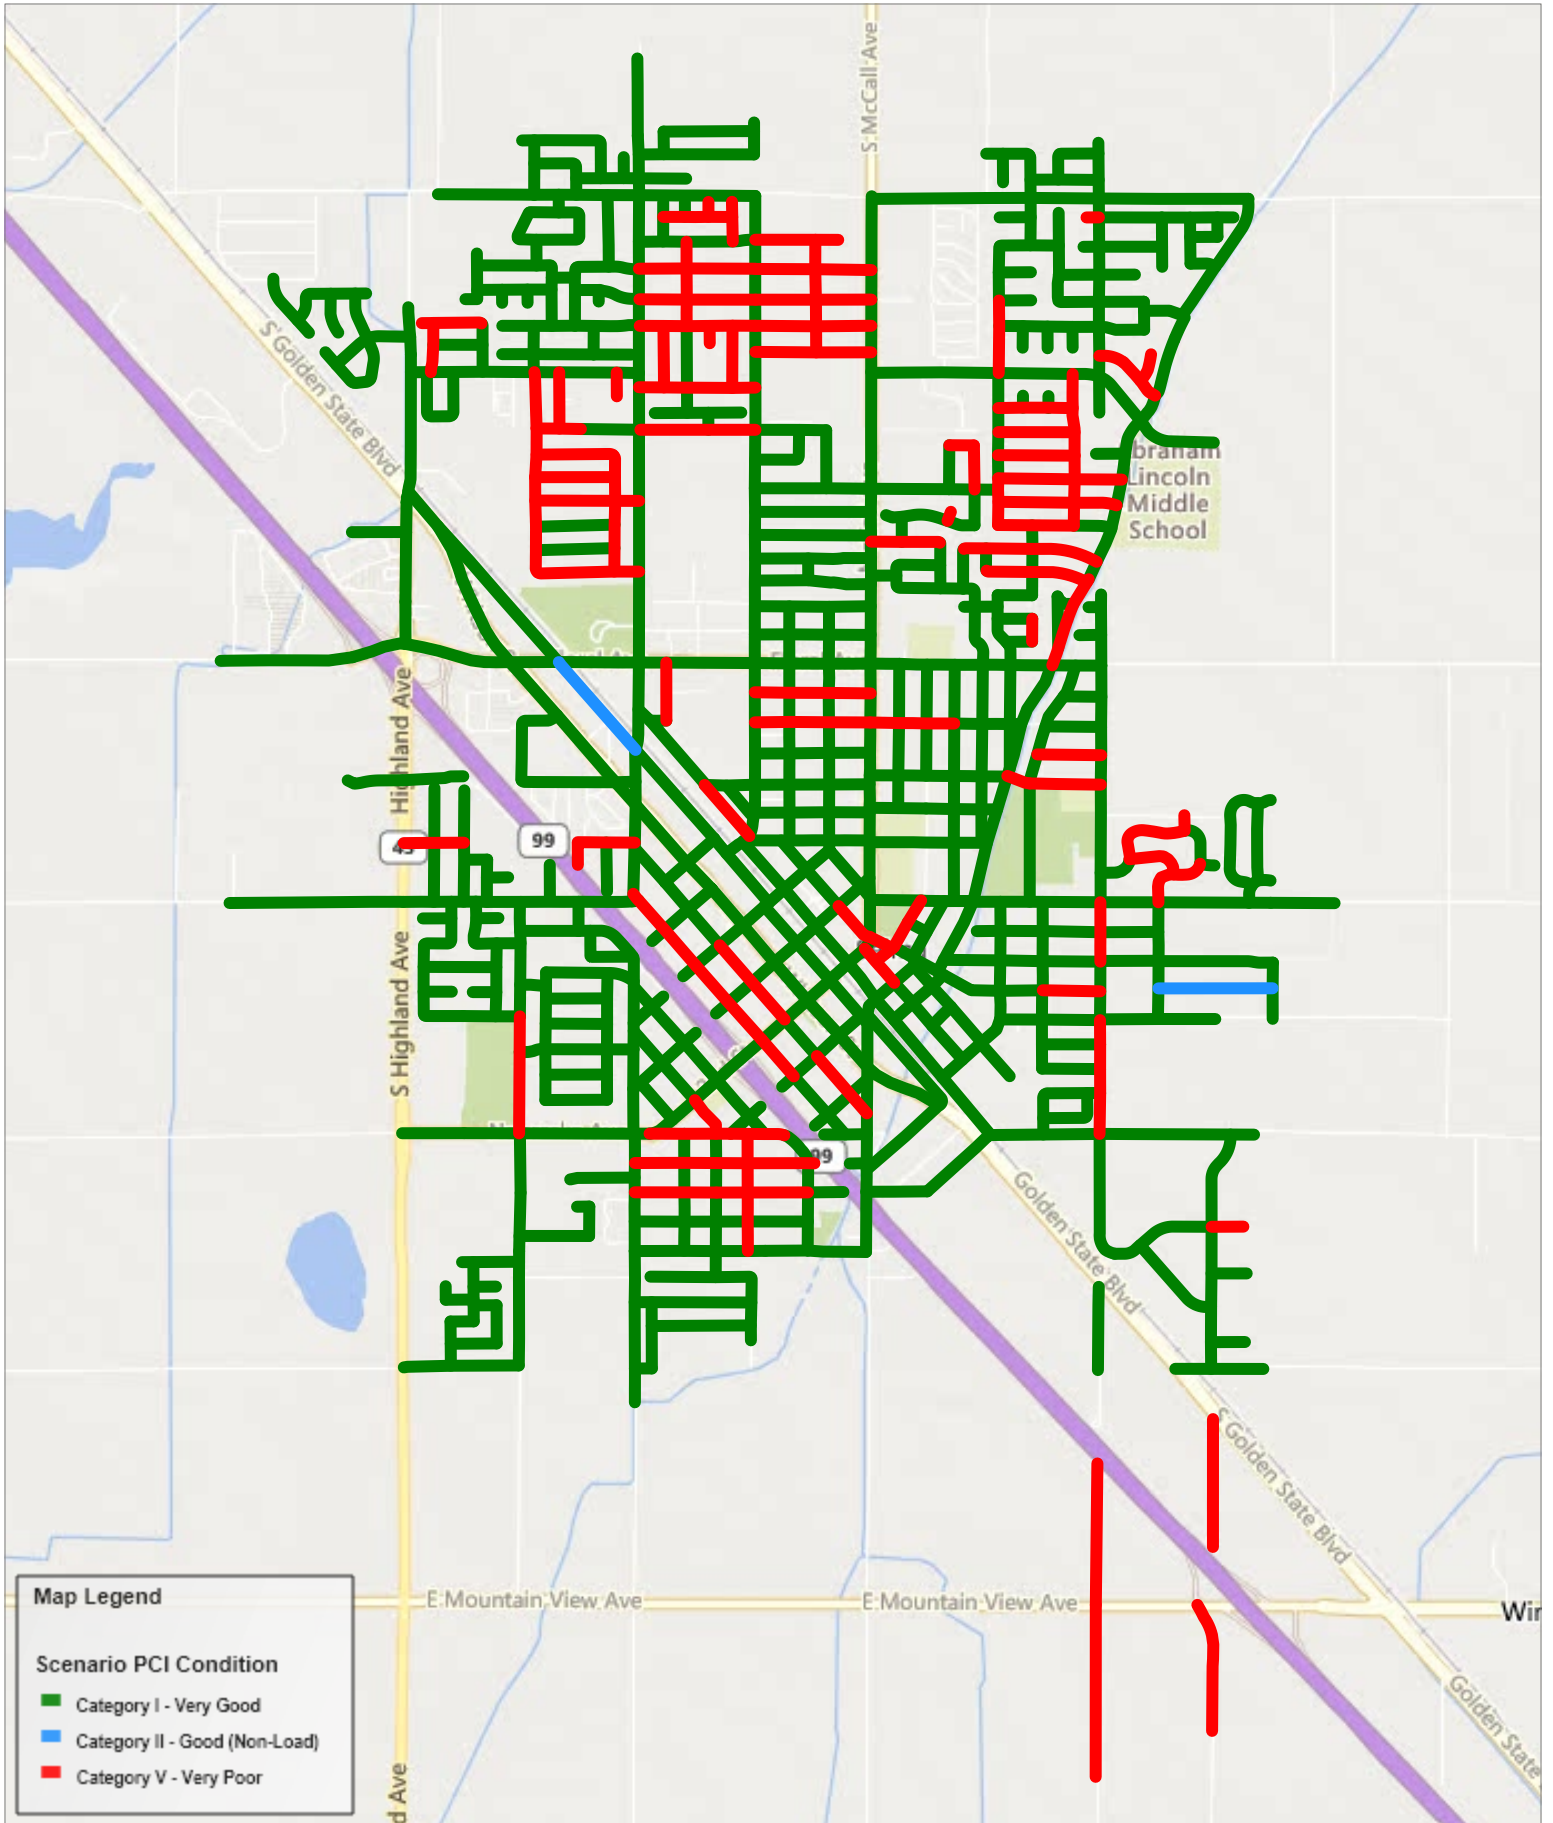 S McCall Ave
S Golden State Blvd
braham
Lincoln
Middle
School
Highland Ave
99
43
S Highland Ave
99
Golden State Blvd
S Golden State Blvd
E Mountain View Ave
E Mountain View Ave
Wir
Golden State
d Ave
Map Legend
Scenario PCI Condition
Category I - Very Good
Category II - Good (Non-Load)
Category V - Very Poor